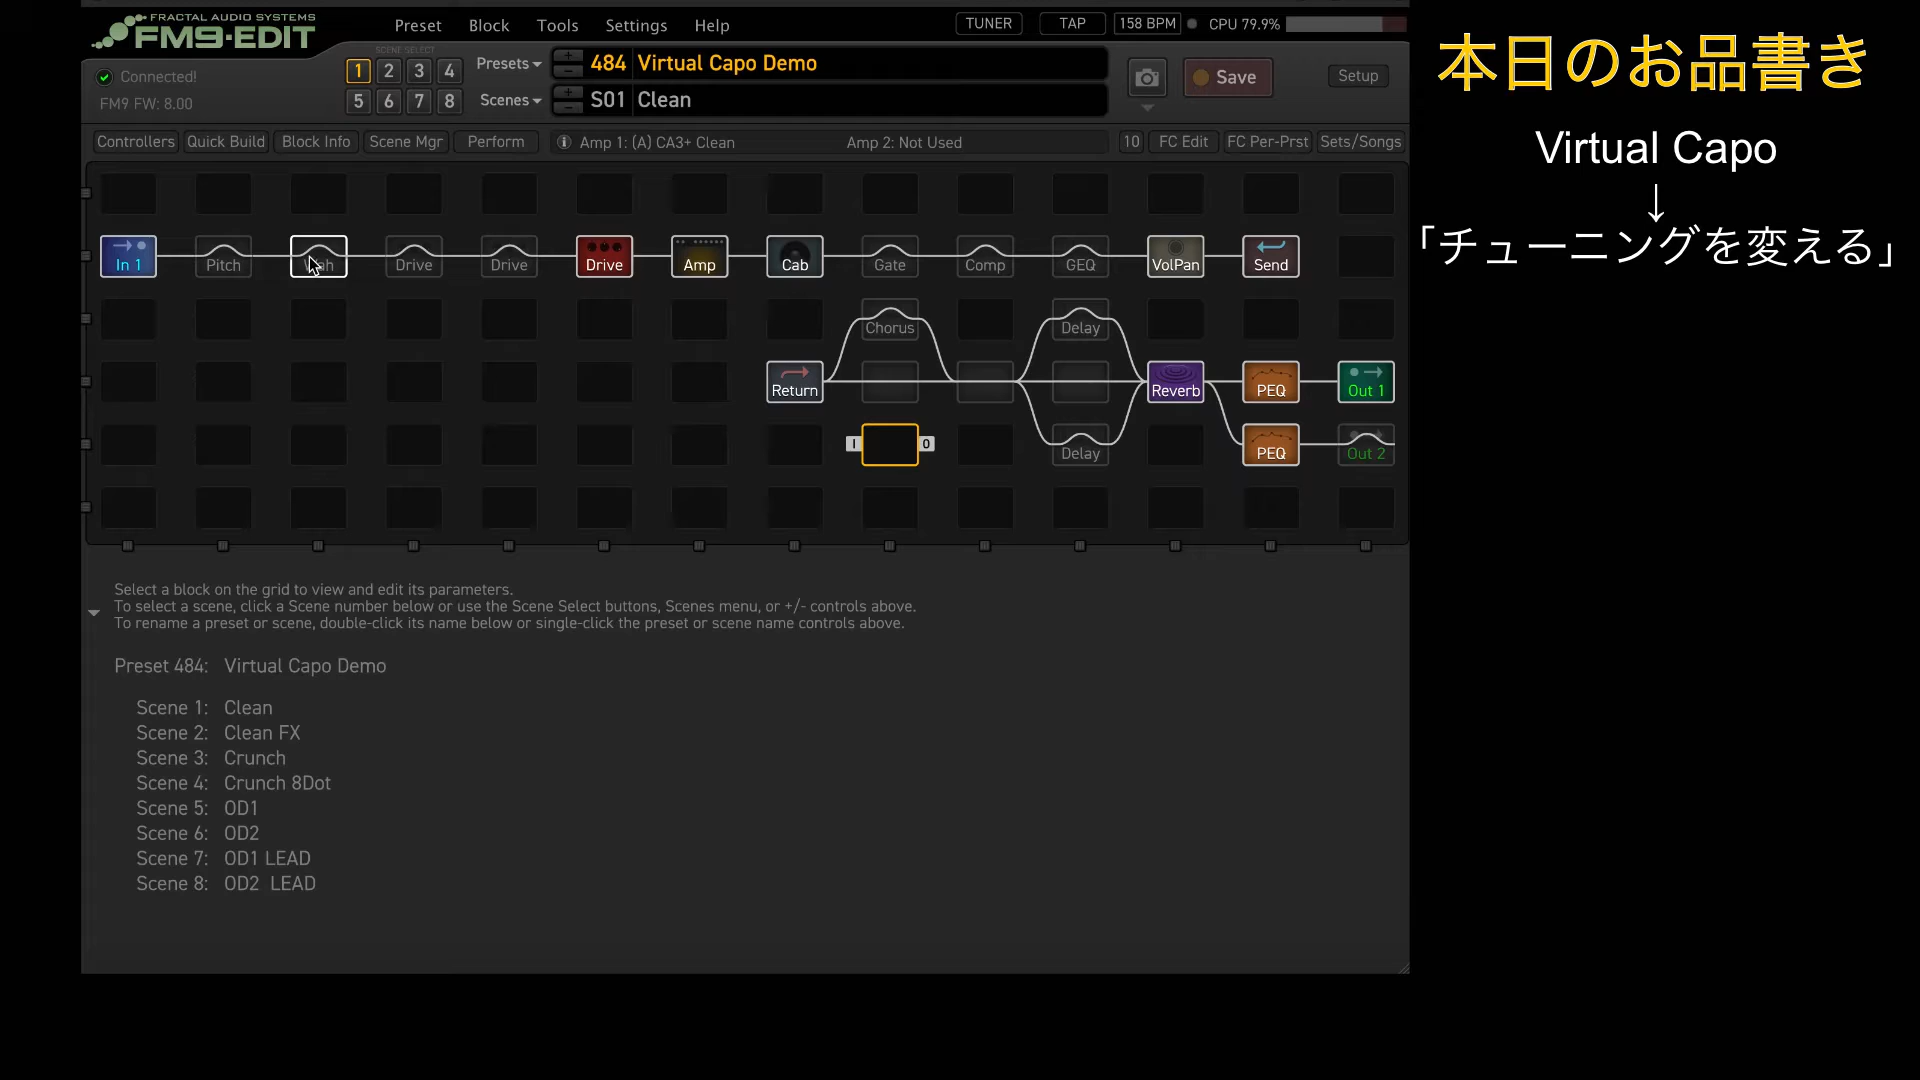 FRACTAL AUDIO SYSTEMS
FM9-EDIT
Preset Block Tools Settings Help
TUNER TAP 158 BPM CPU 79.9%
Connected!
FM9 FW: 8.00
SCENE SELECT
1 2 3 4
5 6 7 8
Presets
Scenes
484 Virtual Capo Demo
S01 Clean
Save
Setup
Controllers Quick Build Block Info Scene Mgr Perform
Amp 1: (A) CA3+ Clean Amp 2: Not Used
10 FC Edit FC Per-Prst Sets/Songs
In 1 Pitch Wah Drive Drive Drive Amp Cab Gate Comp GEQ VolPan Send
Chorus Delay
Return Reverb PEQ Out 1
I O Delay PEQ Out 2
Select a block on the grid to view and edit its parameters.
To select a scene, click a Scene number below or use the Scene Select buttons, Scenes menu, or +/- controls above.
To rename a preset or scene, double-click its name below or single-click the preset or scene name controls above.
Preset 484: Virtual Capo Demo
Scene 1: Clean
Scene 2: Clean FX
Scene 3: Crunch
Scene 4: Crunch 8Dot
Scene 5: OD1
Scene 6: OD2
Scene 7: OD1 LEAD
Scene 8: OD2 LEAD
本日のお品書き
Virtual Capo
↓
「チューニングを変える」